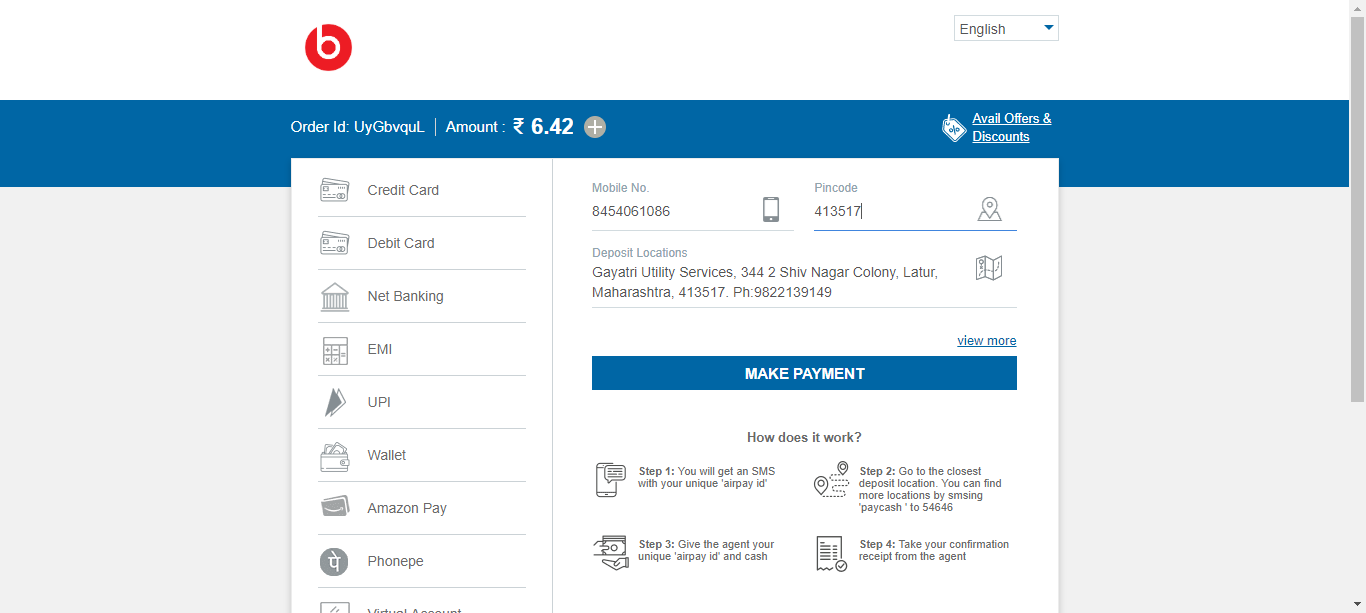 b
English
Order Id: UyGbvquL
Amount : ₹ 6.42
Avail Offers &
Discounts
Credit Card
Debit Card
Net Banking
EMI
UPI
Wallet
Amazon Pay
पे
Phonepe
Virtual Account
Mobile No.
8454061086
Pincode
413517
Deposit Locations
Gayatri Utility Services, 344 2 Shiv Nagar Colony, Latur,
Maharashtra, 413517. Ph:9822139149
view more
MAKE PAYMENT
How does it work?
Step 1: You will get an SMS
with your unique 'airpay id'
Step 2: Go to the closest
deposit location. You can find
more locations by smsing
'paycash ' to 54646
Step 3: Give the agent your
unique 'airpay id' and cash
Step 4: Take your confirmation
receipt from the agent